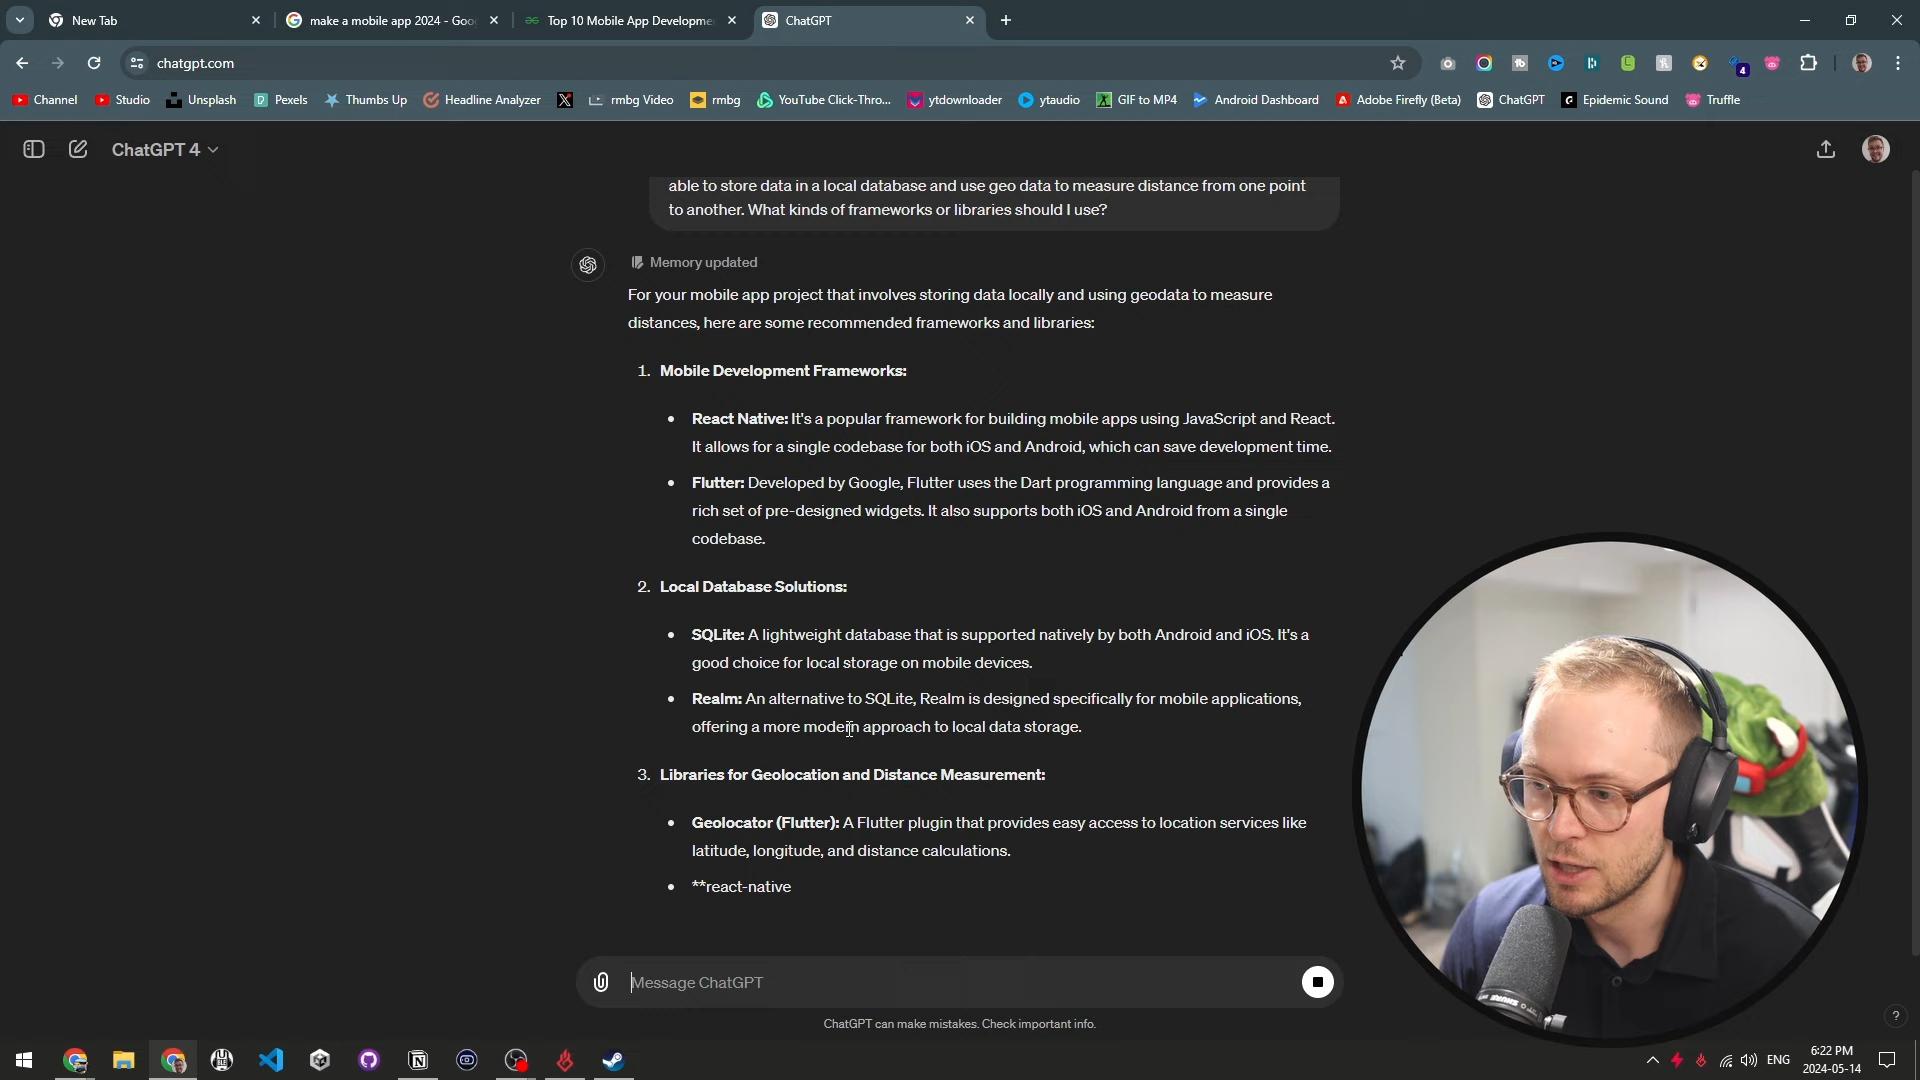 New Tab
make a mobile app 2024 - Goo
Top 10 Mobile App Developme
ChatGPT
chatgpt.com
4
Channel
Studio
Unsplash
Pexels
Thumbs Up
Headline Analyzer
rmbg Video
rmbg
YouTube Click-Thro...
ytdownloader
ytaudio
GIF to MP4
Android Dashboard
Adobe Firefly (Beta)
ChatGPT
Epidemic Sound
Truffle
ChatGPT 4
able to store data in a local database and use geo data to measure distance from one point
to another. What kinds of frameworks or libraries should I use?
Memory updated
For your mobile app project that involves storing data locally and using geodata to measure
distances, here are some recommended frameworks and libraries:
1. Mobile Development Frameworks:
• React Native: It's a popular framework for building mobile apps using JavaScript and React.
It allows for a single codebase for both iOS and Android, which can save development time.
• Flutter: Developed by Google, Flutter uses the Dart programming language and provides a
rich set of pre-designed widgets. It also supports both iOS and Android from a single
codebase.
2. Local Database Solutions:
• SQLite: A lightweight database that is supported natively by both Android and iOS. It's a
good choice for local storage on mobile devices.
• Realm: An alternative to SQLite, Realm is designed specifically for mobile applications,
offering a more modern approach to local data storage.
3. Libraries for Geolocation and Distance Measurement:
• Geolocator (Flutter): A Flutter plugin that provides easy access to location services like
latitude, longitude, and distance calculations.
• **react-native
Message ChatGPT
ChatGPT can make mistakes. Check important info.
?
ENG
6:22 PM
2024-05-14